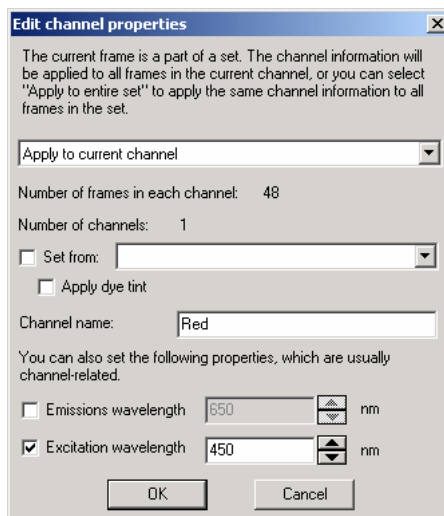 Edit channel properties
The current frame is a part of a set. The channel information will
be applied to all frames in the current channel, or you can select
"Apply to entire set" to apply the same channel information to all
frames in the set.
Apply to current channel
Number of frames in each channel: 48
Number of channels: 1
Set from:
Apply dye tint
Channel name: Red
You can also set the following properties, which are usually
channel-related.
Emissions wavelength 650 nm
Excitation wavelength 450 nm
OK Cancel